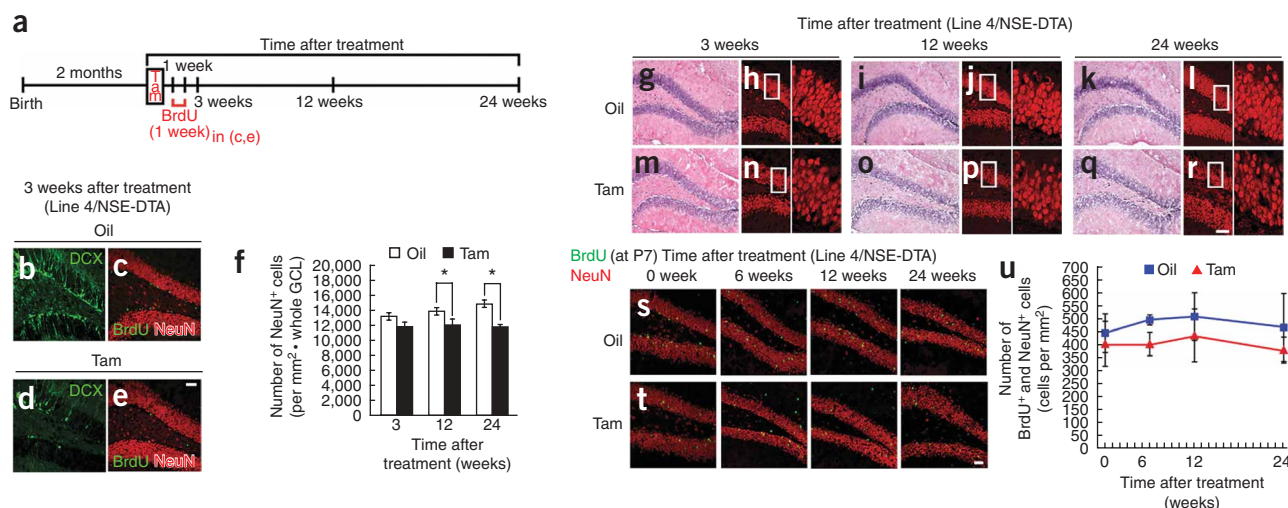 a
Time after treatment
2 months
Tam
1 week
Birth
3 weeks
12 weeks
24 weeks
BrdU
(1 week) in (c,e)
3 weeks after treatment
(Line 4/NSE-DTA)
Oil
b
DCX
c
BrdU NeuN
Tam
d
DCX
e
BrdU NeuN
f
Oil
Tam
*
*
Number of NeuN+ cells
(per mm2 • whole GCL)
20,000
18,000
16,000
14,000
12,000
10,000
8,000
6,000
4,000
2,000
0
3
12
24
Time after
treatment (weeks)
Time after treatment (Line 4/NSE-DTA)
3 weeks
12 weeks
24 weeks
Oil
g
h
i
j
k
l
Tam
m
n
o
p
q
r
BrdU (at P7) Time after treatment (Line 4/NSE-DTA)
NeuN
0 week
6 weeks
12 weeks
24 weeks
s
Oil
t
Tam
u
Oil
Tam
Number of
BrdU+ and NeuN+ cells
(cells per mm2)
700
650
600
550
500
450
400
350
300
250
200
150
100
50
0
0
6
12
24
Time after treatment
(weeks)